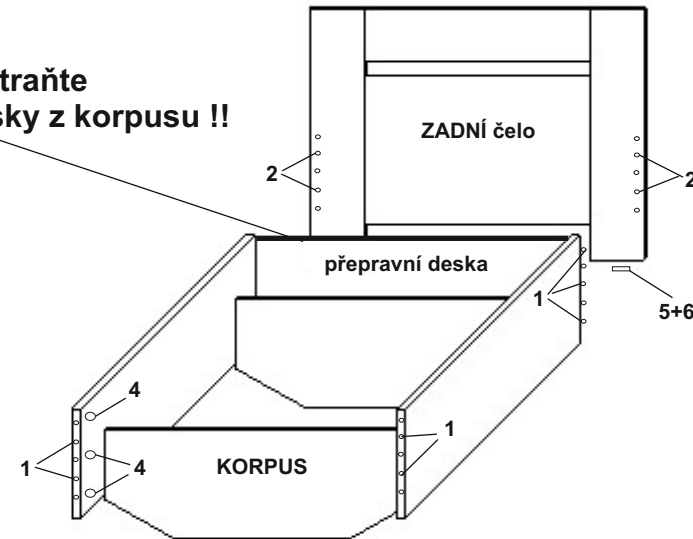 traňte
sky z korpusu !!
ZADNÍ čelo
2
2
přepravní deska
1
5+6
4
1
1
4
KORPUS